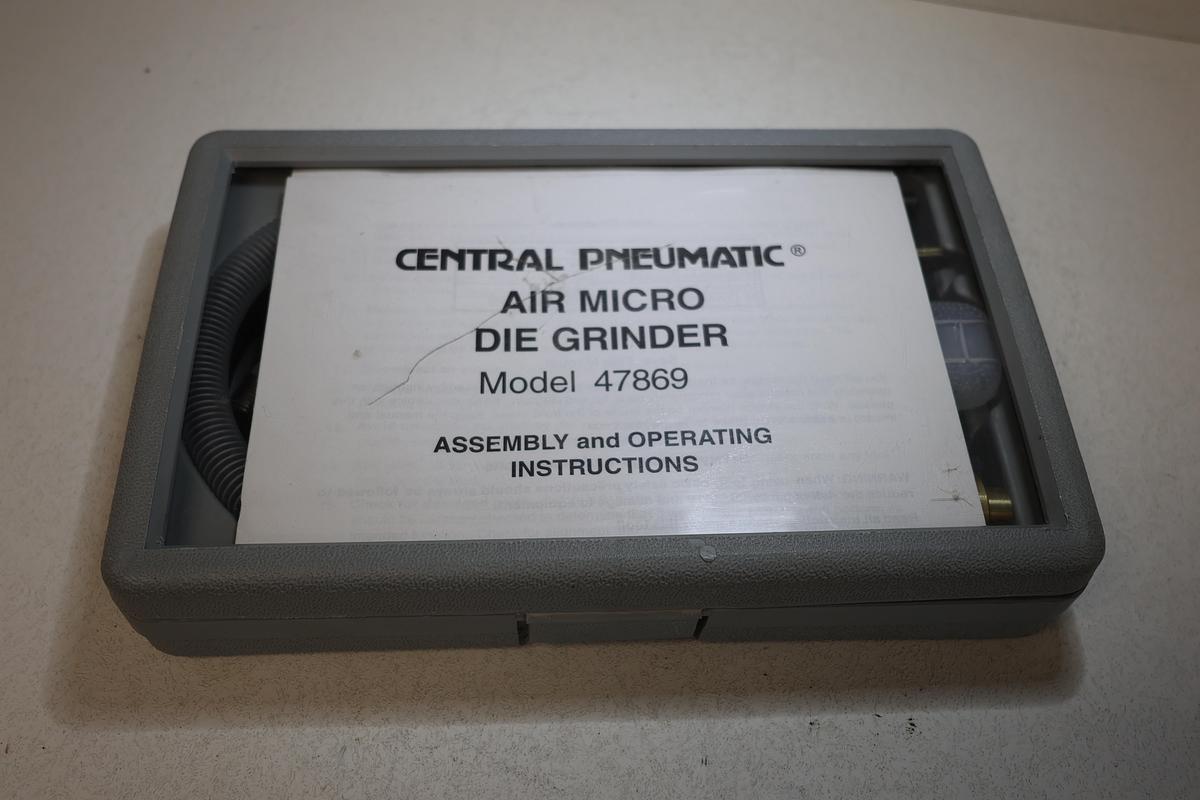 CENTRAL PNEUMATIC®
AIR MICRO
DIE GRINDER
Model 47869
ASSEMBLY and OPERATING
INSTRUCTIONS